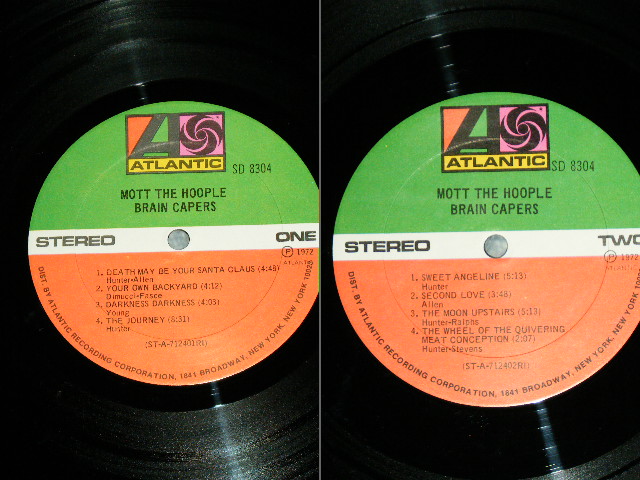 ATLANTIC
SD 8304
MOTT THE HOOPLE
BRAIN CAPERS
STEREO
ONE
Ⓟ 1972
ATLANTIC
1. DEATH MAY BE YOUR SANTA CLAUS (4:48)
Hunter-Allen
2. YOUR OWN BACKYARD (4:12)
Dimucci-Fasce
3. DARKNESS DARKNESS (4:03)
Young
4. THE JOURNEY (8:31)
Hunter
(ST-A-712401RI)
DIST. BY ATLANTIC RECORDING CORPORATION, 1841 BROADWAY, NEW YORK, NEW YORK 10023
ATLANTIC
SD 8304
MOTT THE HOOPLE
BRAIN CAPERS
STEREO
TWO
Ⓟ 1972
1. SWEET ANGELINE (5:13)
Hunter
2. SECOND LOVE (3:48)
Allen
3. THE MOON UPSTAIRS (5:13)
Hunter-Ralphs
4. THE WHEEL OF THE QUIVERING
MEAT CONCEPTION (2:07)
Hunter-Stevens
(ST-A-712402RI)
DIST. BY ATLANTIC RECORDING CORPORATION, 1841 BROADWAY, NEW YORK, NEW YORK